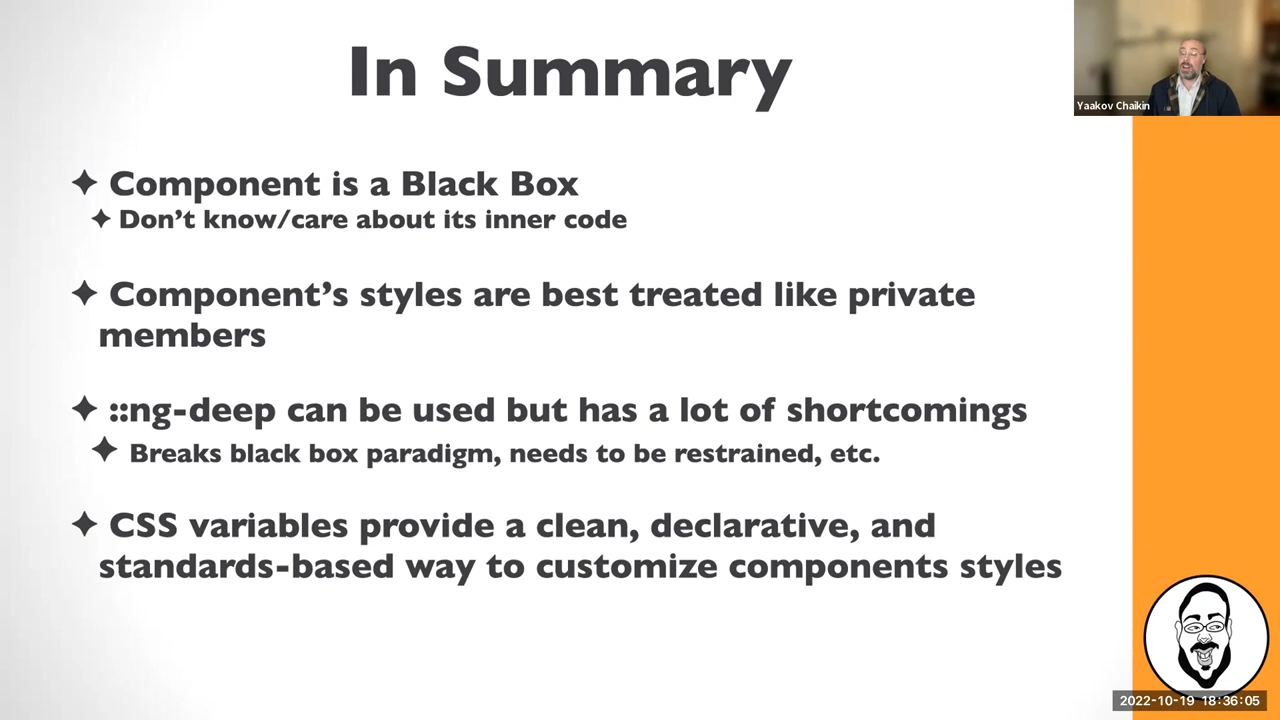 In Summary
Yaakov Chaikin
✦ Component is a Black Box
✦ Don’t know/care about its inner code
✦ Component’s styles are best treated like private
members
✦ ::ng-deep can be used but has a lot of shortcomings
✦ Breaks black box paradigm, needs to be restrained, etc.
✦ CSS variables provide a clean, declarative, and
standards-based way to customize components styles
2022-10-19 18:36:05